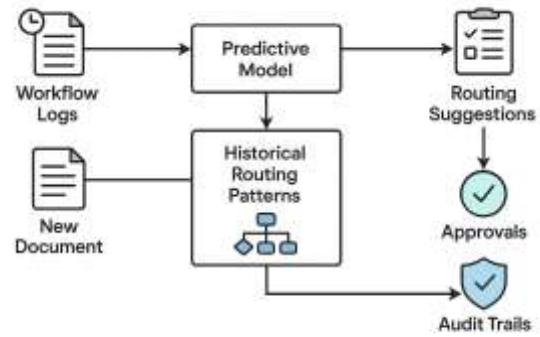 Workflow
Logs
Predictive
Model
Routing
Suggestions
New
Document
Historical
Routing
Patterns
Approvals
Audit Trails